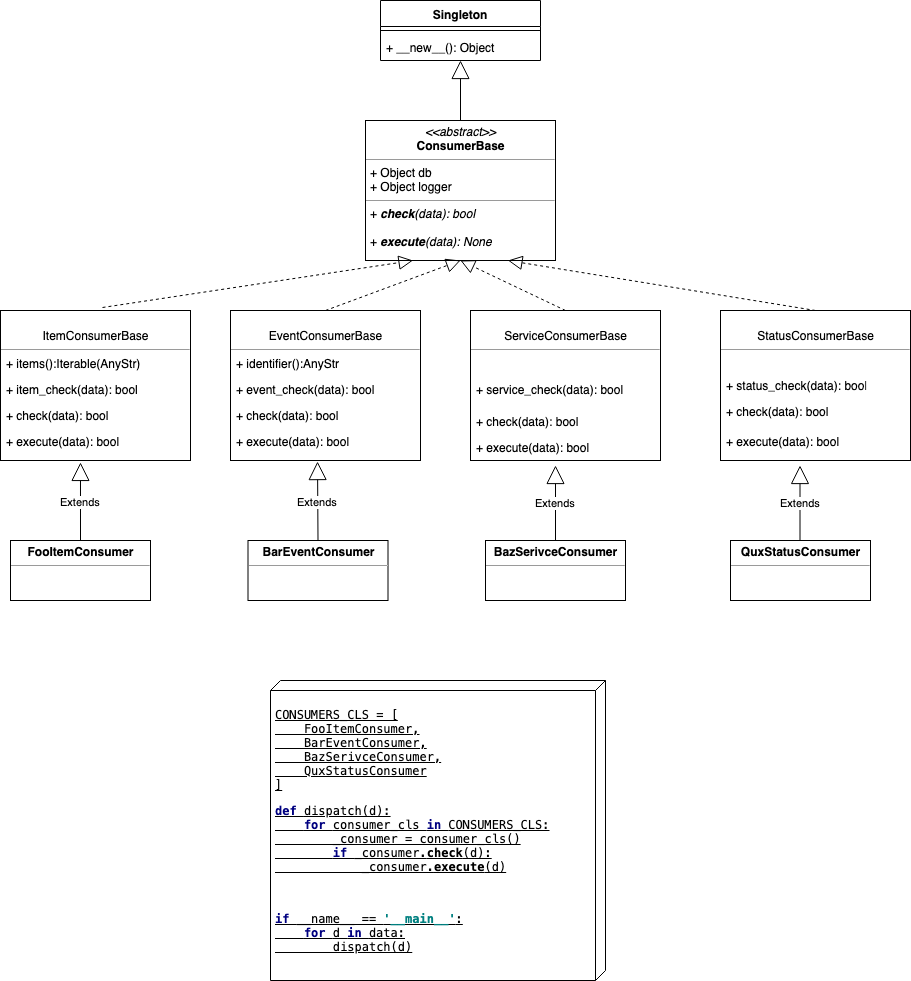 Singleton
+ __new__(): Object
<<abstract>>
ConsumerBase
+ Object db
+ Object logger
+ check(data): bool
+ execute(data): None
ItemConsumerBase
+ items():Iterable(AnyStr)
+ item_check(data): bool
+ check(data): bool
+ execute(data): bool
EventConsumerBase
+ identifier():AnyStr
+ event_check(data): bool
+ check(data): bool
+ execute(data): bool
ServiceConsumerBase
+ service_check(data): bool
+ check(data): bool
+ execute(data): bool
StatusConsumerBase
+ status_check(data): bool
+ check(data): bool
+ execute(data): bool
Extends
Extends
Extends
Extends
FooItemConsumer
BarEventConsumer
BazSerivceConsumer
QuxStatusConsumer
CONSUMERS_CLS = [
    FooItemConsumer,
    BarEventConsumer,
    BazSerivceConsumer,
    QuxStatusConsumer
]
def dispatch(d):
    for consumer_cls in CONSUMERS_CLS:
        _consumer = consumer_cls()
        if _consumer.check(d):
            _consumer.execute(d)
if __name__ == '__main__':
    for d in data:
        dispatch(d)